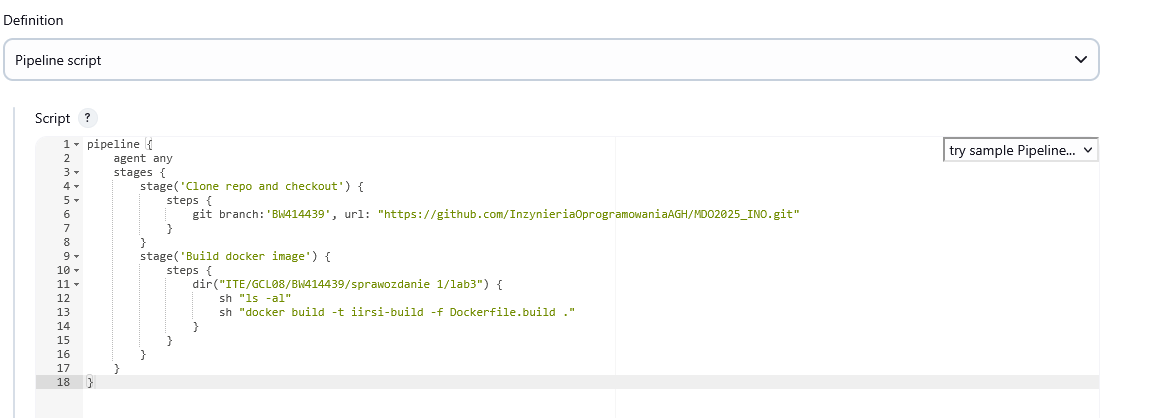 Definition
Pipeline script
Script ?
try sample Pipeline...
1 pipeline {
2     agent any
3     stages {
4         stage('Clone repo and checkout') {
5             steps {
6                 git branch:'BW414439', url: "https://github.com/InzynieriaOprogramowaniaAGH/MDO2025_INO.git"
7             }
8         }
9         stage('Build docker image') {
10             steps {
11                 dir("ITE/GCL08/BW414439/sprawozdanie 1/lab3") {
12                     sh "ls -al"
13                     sh "docker build -t iirsi-build -f Dockerfile.build ."
14                 }
15             }
16         }
17     }
18 }